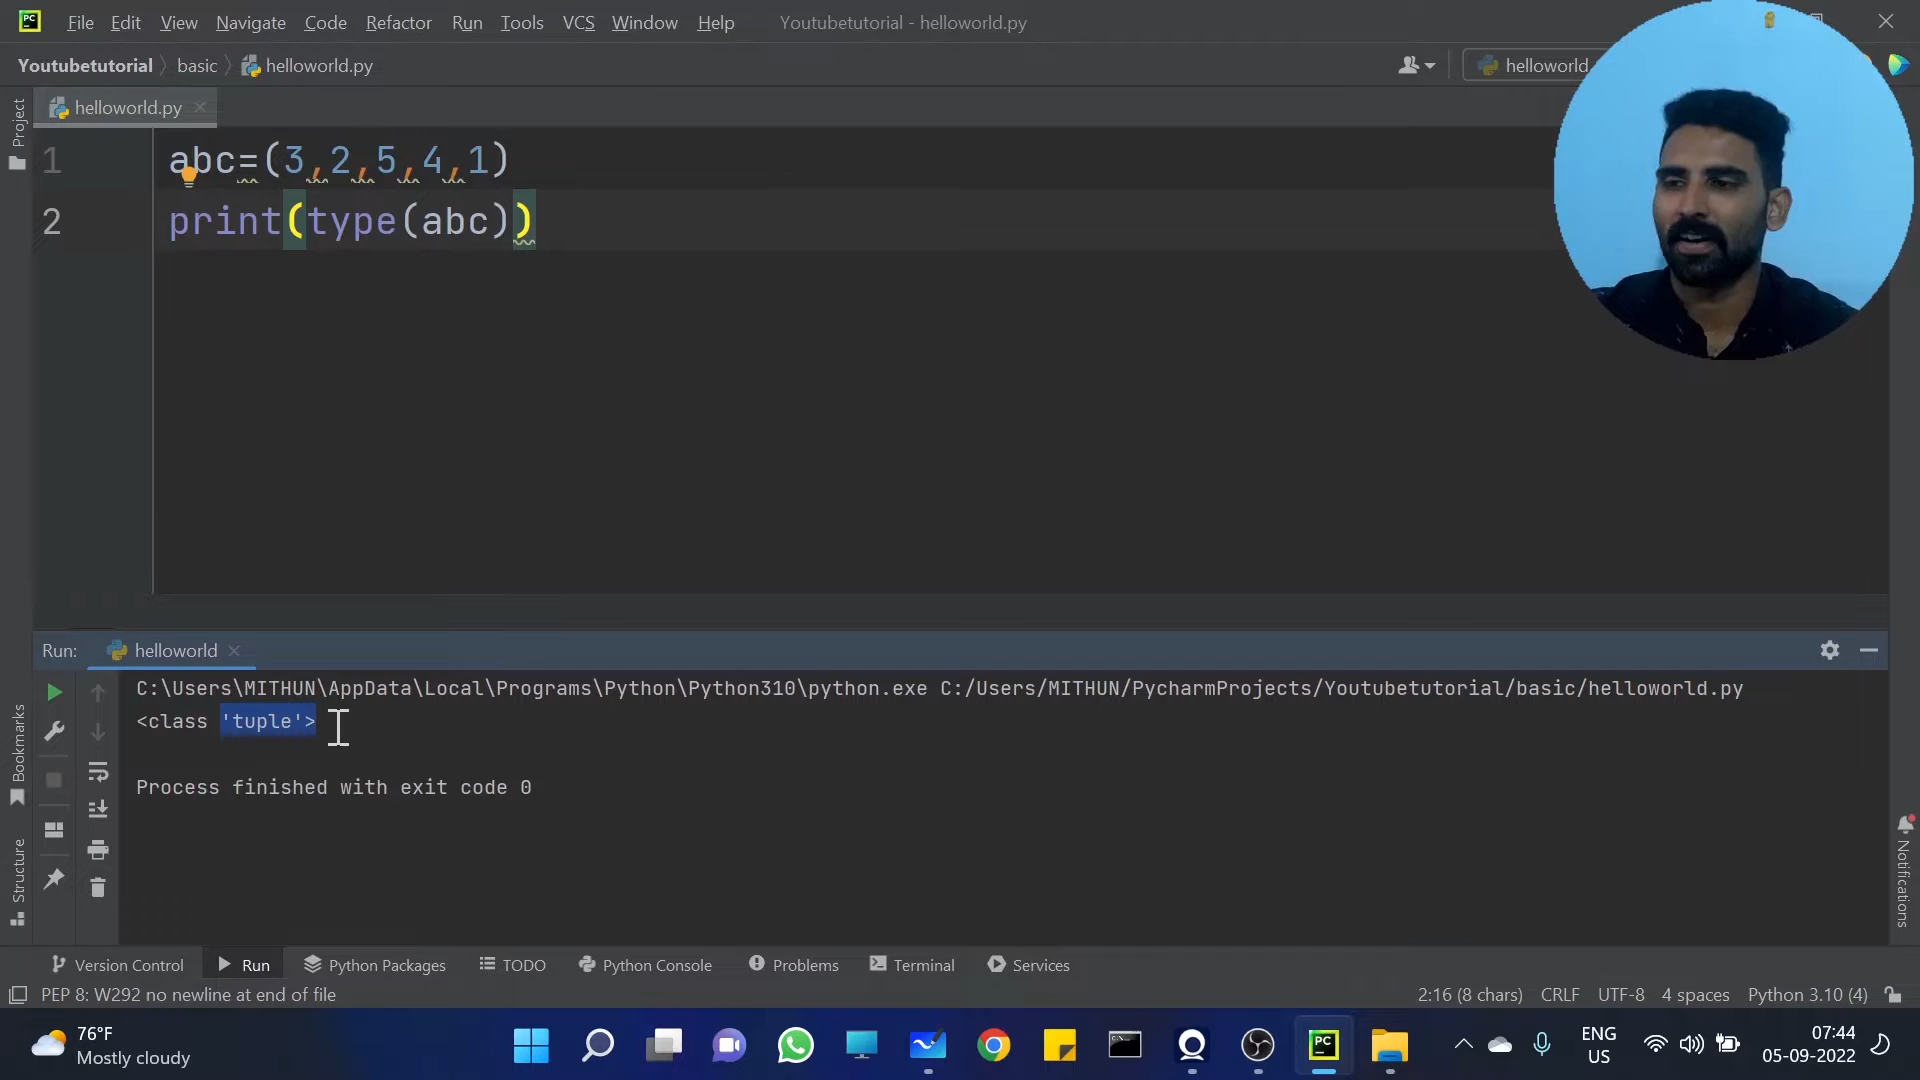 PC File Edit View Navigate Code Refactor Run Tools VCS Window Help Youtubetutorial - helloworld.py
Youtubetutorial basic helloworld.py helloworld
helloworld.py
Project
1 abc=(3,2,5,4,1)
2 print(type(abc))
Run: helloworld
C:\Users\MITHUN\AppData\Local\Programs\Python\Python310\python.exe C:/Users/MITHUN/PycharmProjects/Youtubetutorial/basic/helloworld.py
<class 'tuple'>
Process finished with exit code 0
Bookmarks
Structure
Notifications
Version Control Run Python Packages TODO Python Console Problems Terminal Services
PEP 8: W292 no newline at end of file 2:16 (8 chars) CRLF UTF-8 4 spaces Python 3.10 (4)
76°F
Mostly cloudy
PC
ENG
US
07:44
05-09-2022